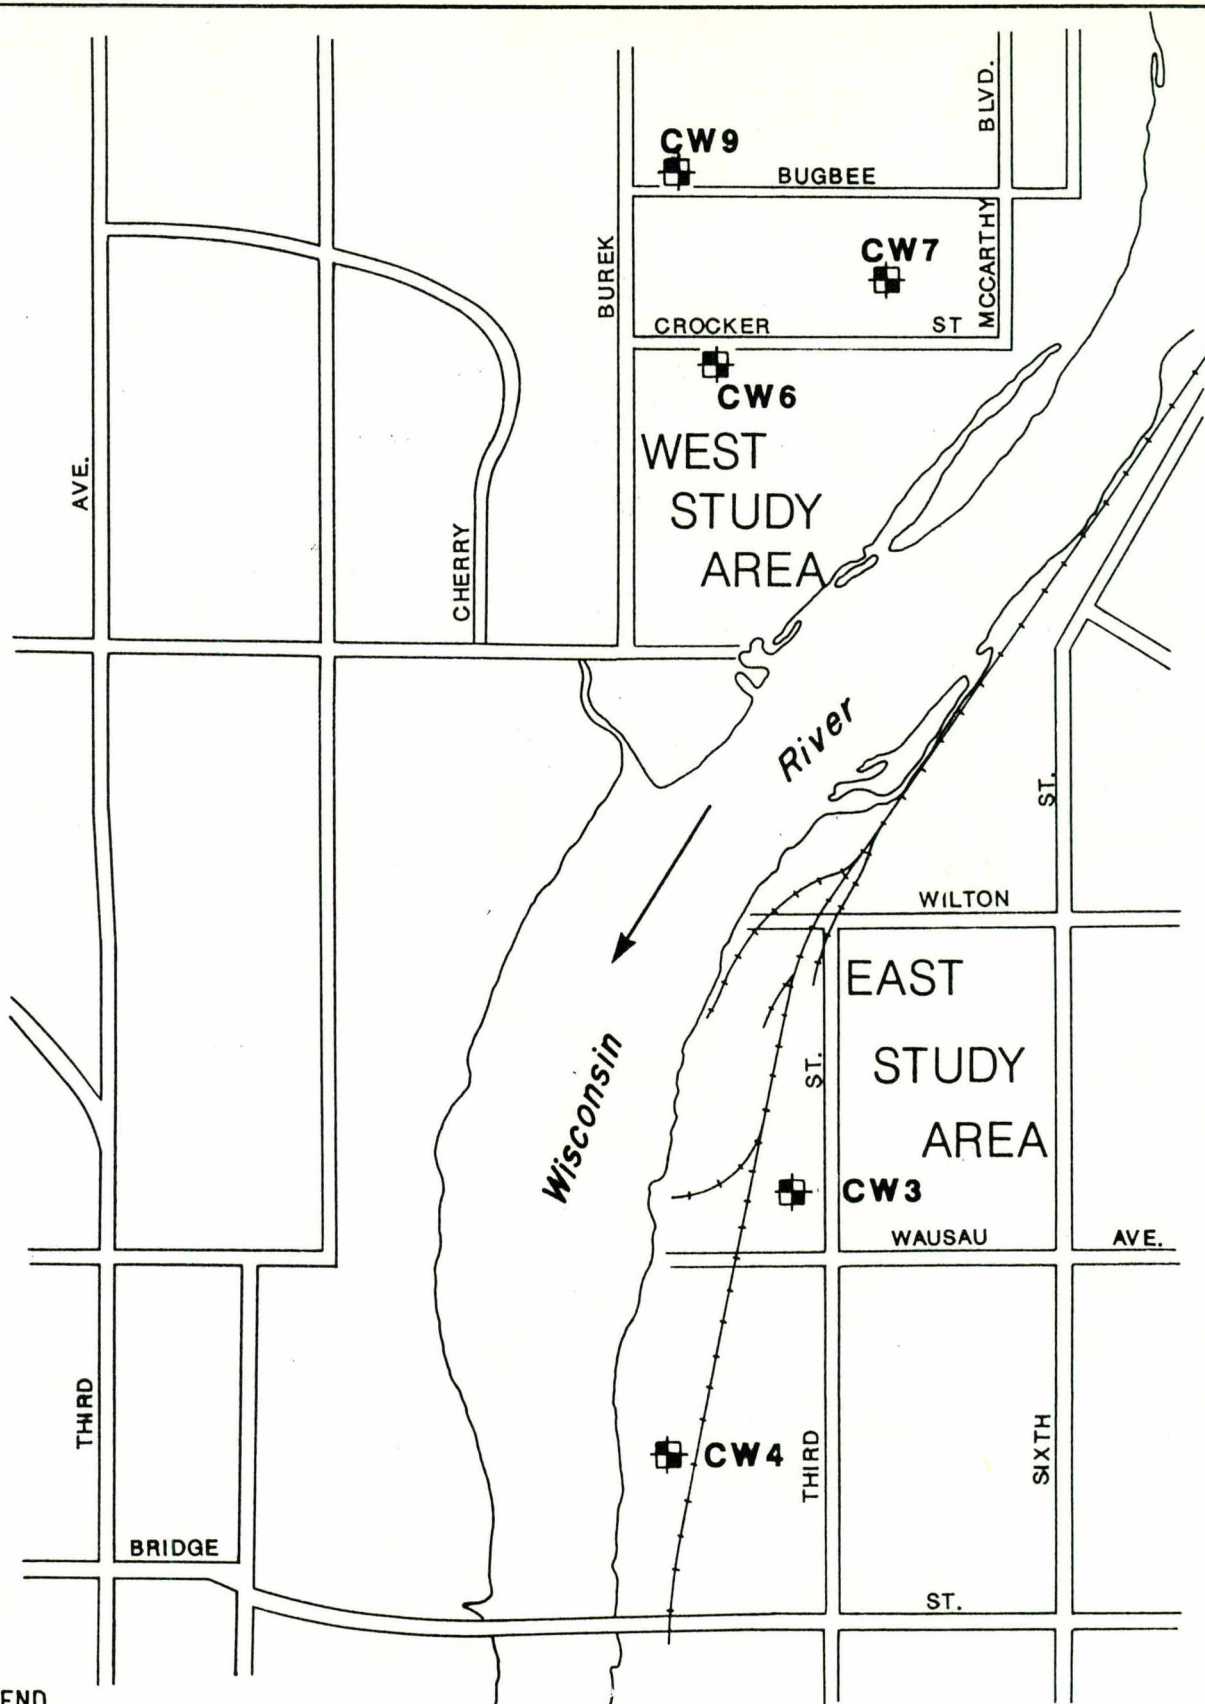 BLVD.
CW9
BUGBEE
MCCARTHY
CW7
BUREK
CROCKER ST
CW6
WEST
STUDY
AREA
AVE.
CHERRY
River
ST.
WILTON
EAST
STUDY
AREA
ST.
Wisconsin
CW3
WAUSAU AVE.
THIRD
CW4
THIRD
SIXTH
BRIDGE
ST.
END